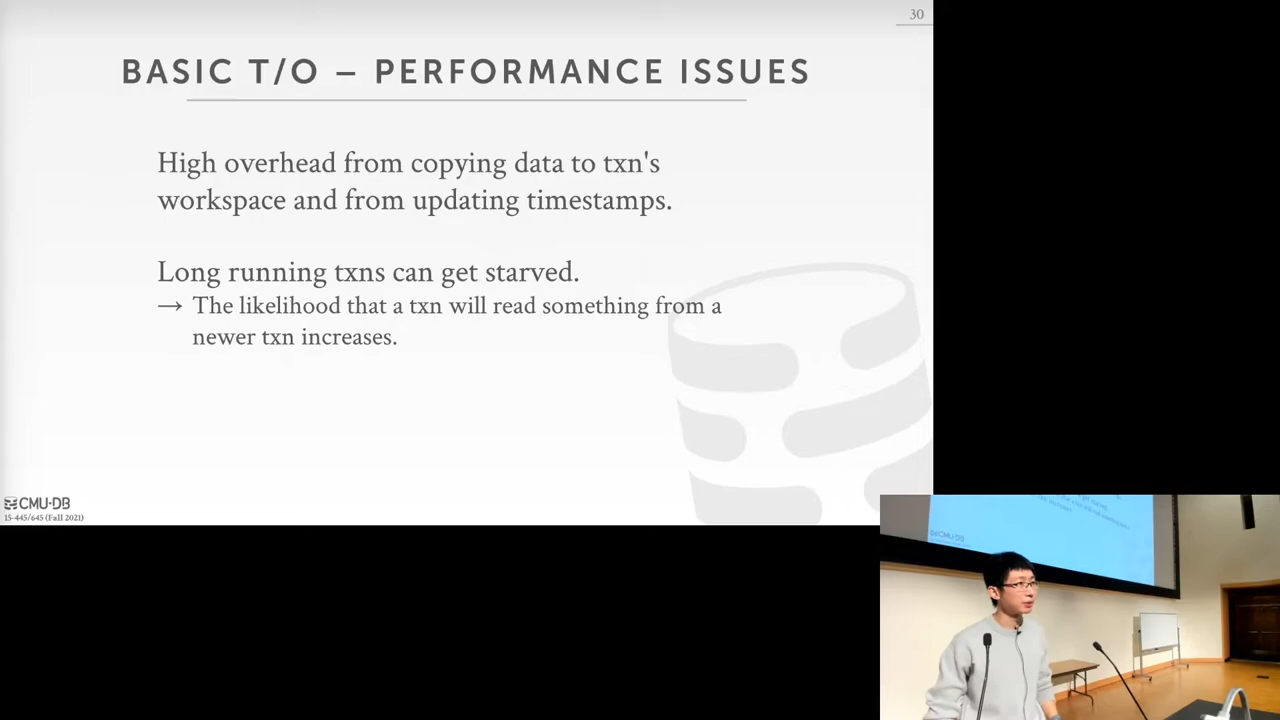 30
BASIC T/O – PERFORMANCE ISSUES
High overhead from copying data to txn's
workspace and from updating timestamps.
Long running txns can get starved.
→ The likelihood that a txn will read something from a
newer txn increases.
CMU·DB
15-445/645 (Fall 2021)